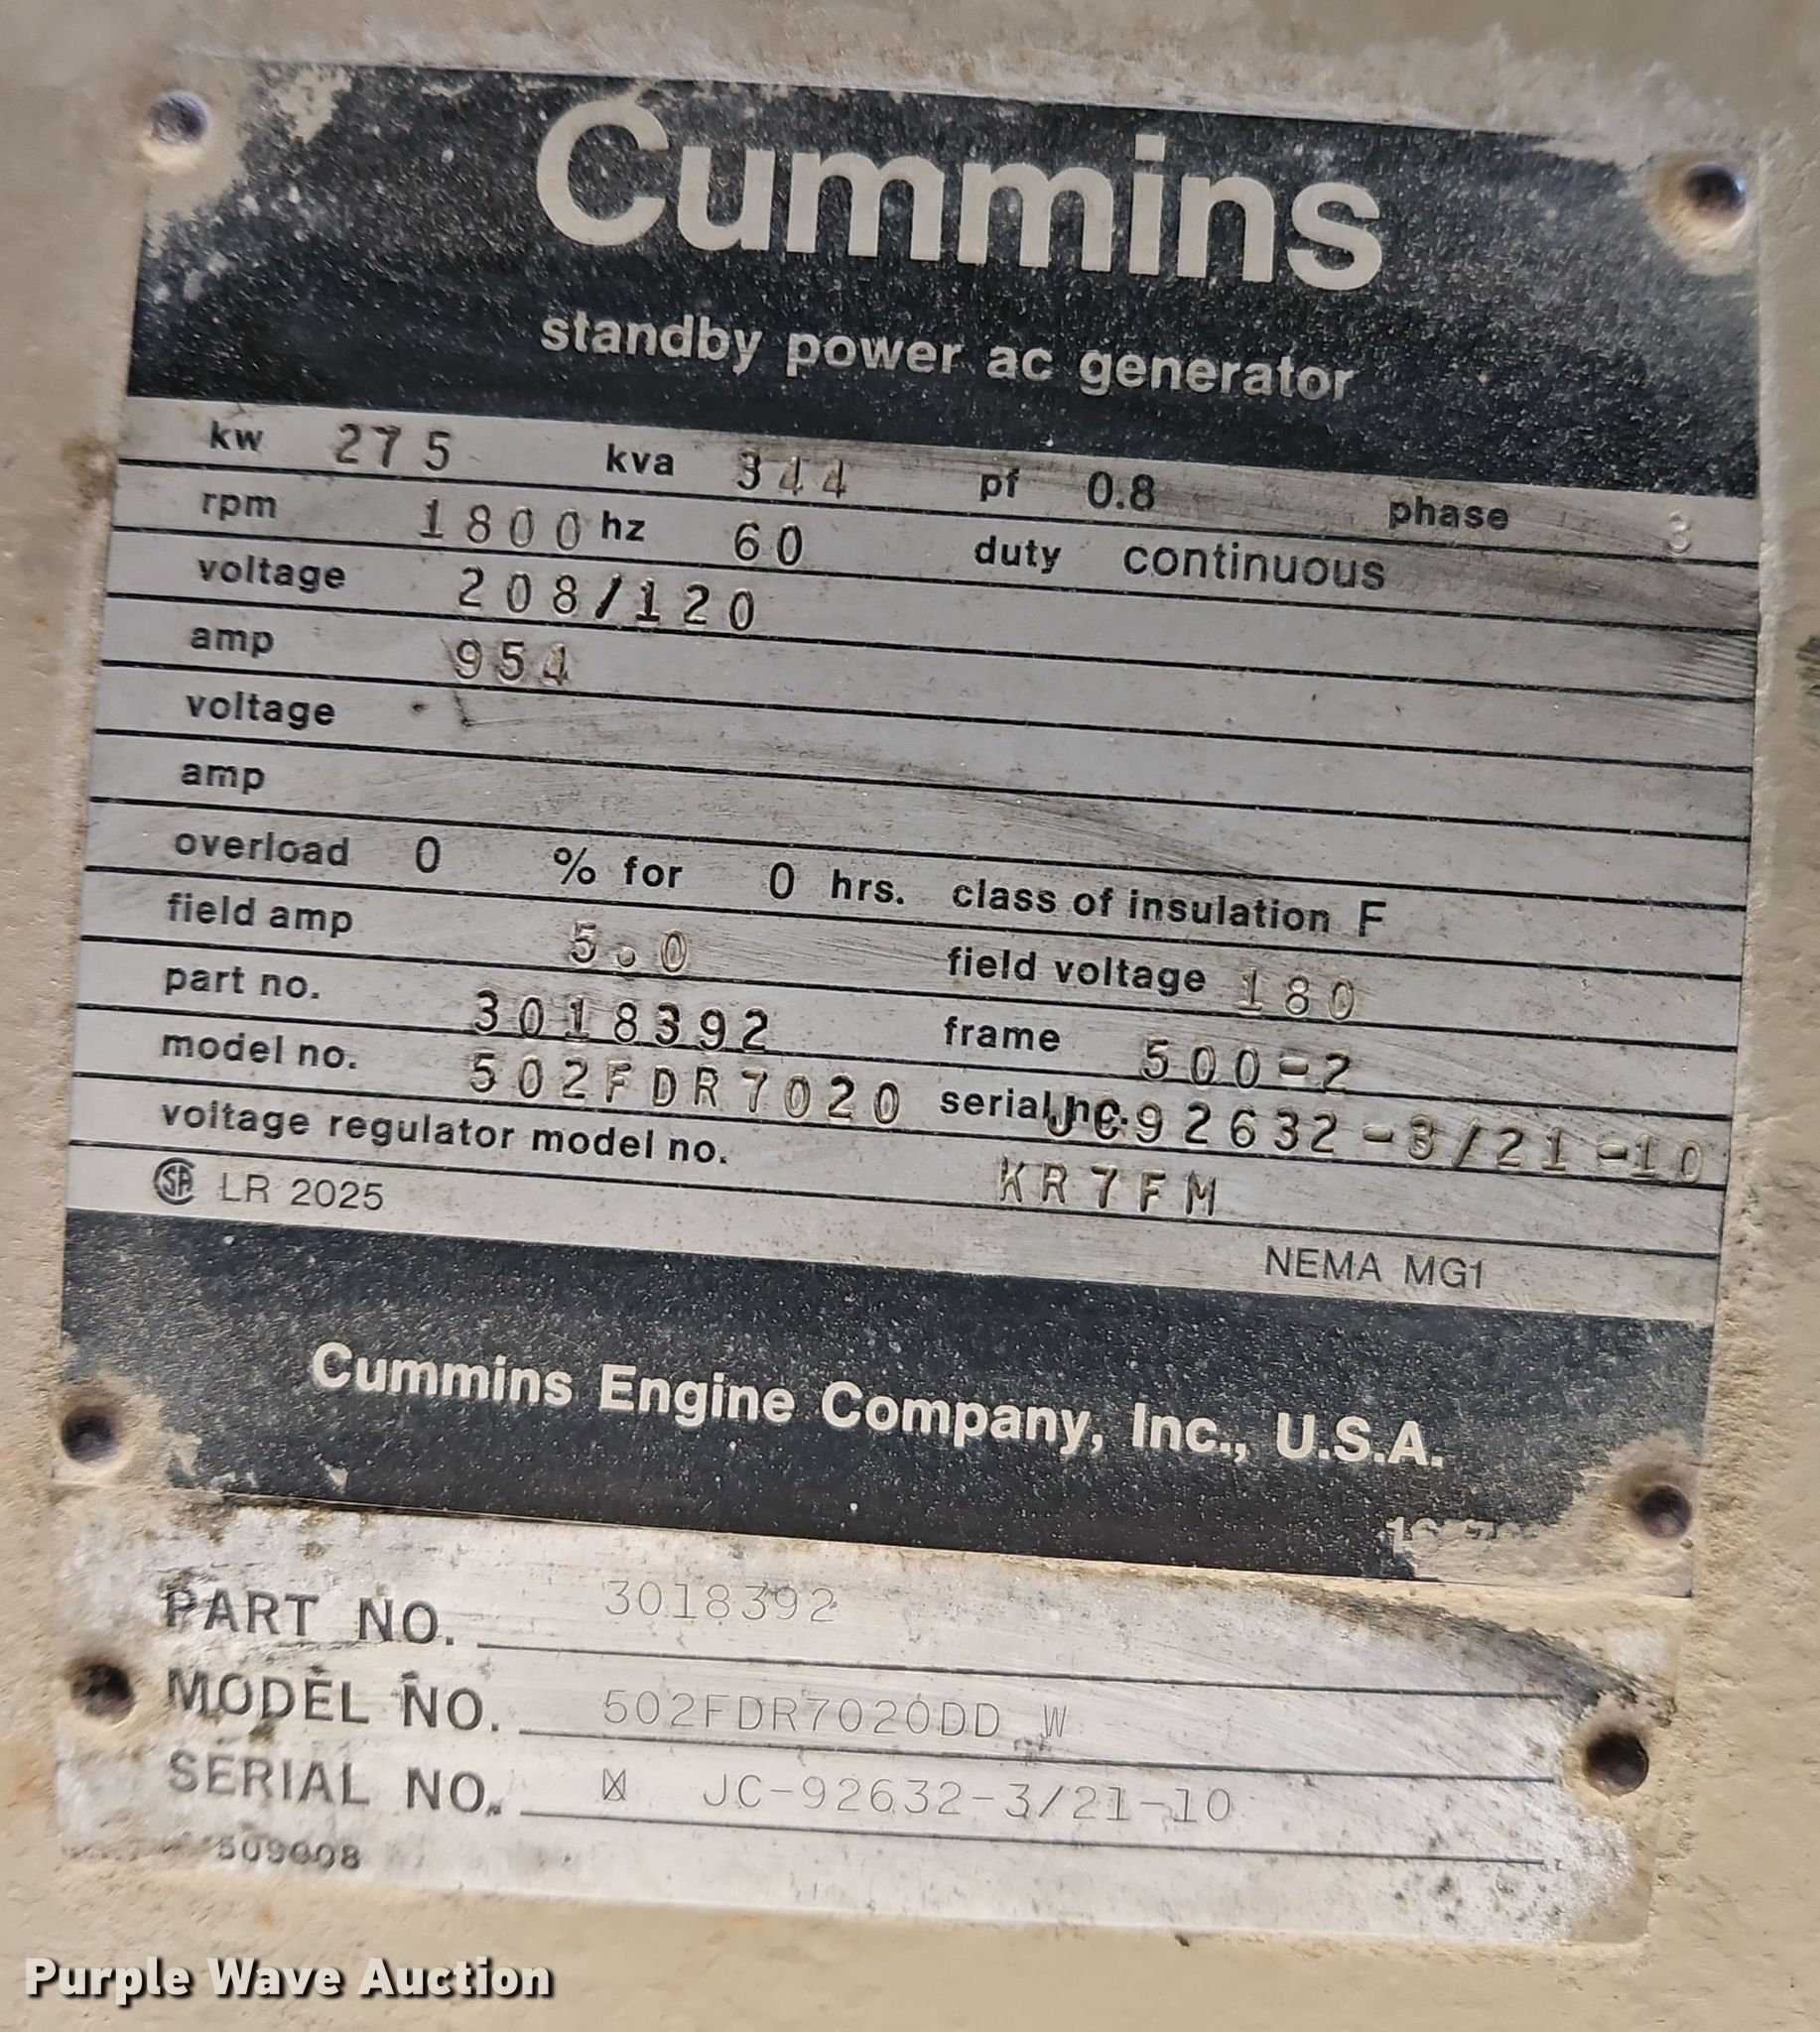 Cummins
standby power ac generator
kw 275 kva 344 pf 0.8 phase 3
rpm 1800 hz 60 duty continuous
voltage 208/120
amp 954
voltage
amp
overload 0 % for 0 hrs. class of insulation F
field amp 5.0 field voltage 180
part no. 3018392 frame 500-2
model no. 502FDR7020 serial no. JC92632-3/21-10
voltage regulator model no. KR7FM
SA LR 2025
NEMA MG1
Cummins Engine Company, Inc., U.S.A.
PART NO. 3018392
MODEL NO. 502FDR7020DD W
SERIAL NO. JC-92632-3/21-10
509008
Purple Wave Auction